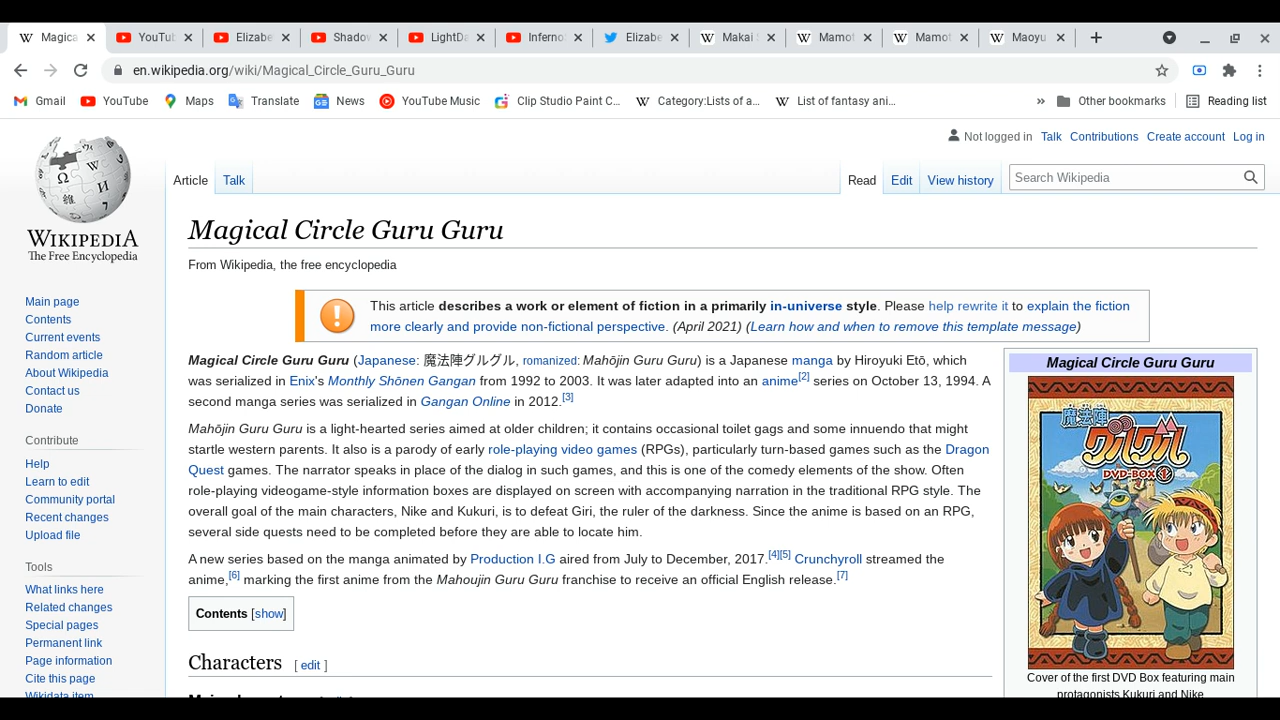 Magica
YouTub
Elizabe
Shadow
LightDa
Inferno
Elizabe
Makai S
Mamot
Mamot
Maoyu
en.wikipedia.org/wiki/Magical_Circle_Guru_Guru
Gmail YouTube Maps Translate News YouTube Music Clip Studio Paint C... Category:Lists of a... List of fantasy ani... » Other bookmarks Reading list
Not logged in Talk Contributions Create account Log in
Article Talk Read Edit View history Search Wikipedia
WIKIPEDIA
The Free Encyclopedia
Main page
Contents
Current events
Random article
About Wikipedia
Contact us
Donate
Contribute
Help
Learn to edit
Community portal
Recent changes
Upload file
Tools
What links here
Related changes
Special pages
Permanent link
Page information
Cite this page
Wikidata item
Magical Circle Guru Guru
From Wikipedia, the free encyclopedia
This article describes a work or element of fiction in a primarily in-universe style. Please help rewrite it to explain the fiction
more clearly and provide non-fictional perspective. (April 2021) (Learn how and when to remove this template message)
Magical Circle Guru Guru (Japanese: 魔法陣グルグル, romanized: Mahōjin Guru Guru) is a Japanese manga by Hiroyuki Etō, which
was serialized in Enix's Monthly Shōnen Gangan from 1992 to 2003. It was later adapted into an anime[2] series on October 13, 1994. A
second manga series was serialized in Gangan Online in 2012.[3]
Mahōjin Guru Guru is a light-hearted series aimed at older children; it contains occasional toilet gags and some innuendo that might
startle western parents. It also is a parody of early role-playing video games (RPGs), particularly turn-based games such as the Dragon
Quest games. The narrator speaks in place of the dialog in such games, and this is one of the comedy elements of the show. Often
role-playing videogame-style information boxes are displayed on screen with accompanying narration in the traditional RPG style. The
overall goal of the main characters, Nike and Kukuri, is to defeat Giri, the ruler of the darkness. Since the anime is based on an RPG,
several side quests need to be completed before they are able to locate him.
A new series based on the manga animated by Production I.G aired from July to December, 2017.[4][5] Crunchyroll streamed the
anime,[6] marking the first anime from the Mahoujin Guru Guru franchise to receive an official English release.[7]
Contents [show]
Characters [ edit ]
Magical Circle Guru Guru
魔法陣
グルグル
DVD-BOX 1
Cover of the first DVD Box featuring main
protagonists Kukuri and Nike